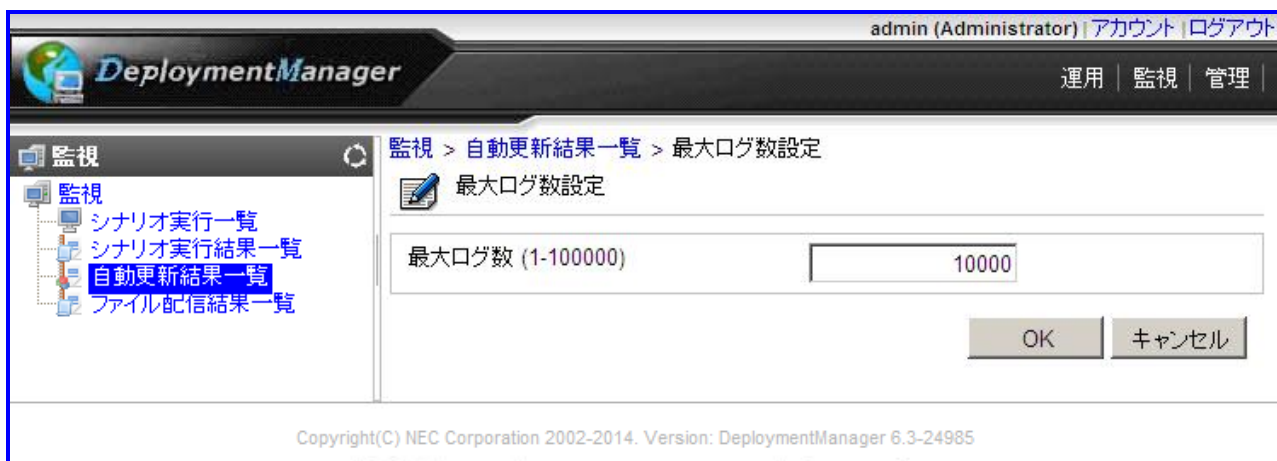 admin (Administrator) | アカウント | ログアウト
DeploymentManager
運用 | 監視 | 管理 |
監視
監視
シナリオ実行一覧
シナリオ実行結果一覧
自動更新結果一覧
ファイル配信結果一覧
監視 > 自動更新結果一覧 > 最大ログ数設定
最大ログ数設定
最大ログ数 (1-100000)
10000
OK
キャンセル
Copyright(C) NEC Corporation 2002-2014. Version: DeploymentManager 6.3-24985